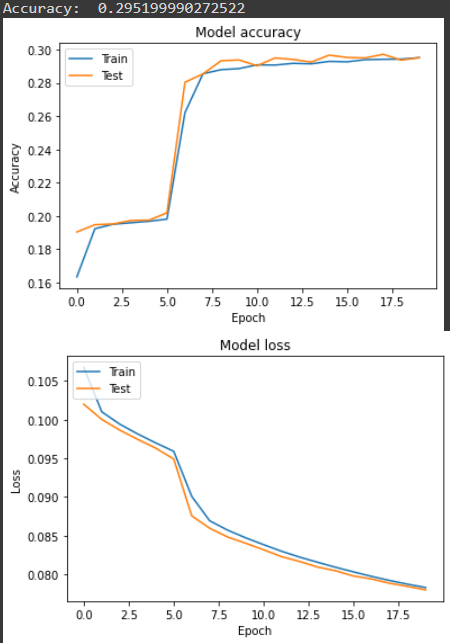 Accuracy:  0.295199990272522
Model accuracy
Train
Test
0.30
0.28
0.26
0.24
0.22
0.20
0.18
0.16
Accuracy
0.0 2.5 5.0 7.5 10.0 12.5 15.0 17.5
Epoch
Model loss
Train
Test
0.105
0.100
0.095
0.090
0.085
0.080
Loss
0.0 2.5 5.0 7.5 10.0 12.5 15.0 17.5
Epoch